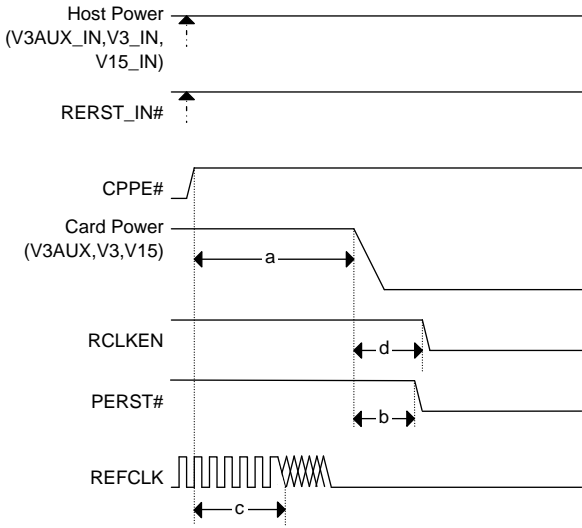 Host Power
(V3AUX_IN,V3_IN,
V15_IN)
RERST_IN#
CPPE#
Card Power
(V3AUX,V3,V15)
a
RCLKEN
d
PERST#
b
REFCLK
c